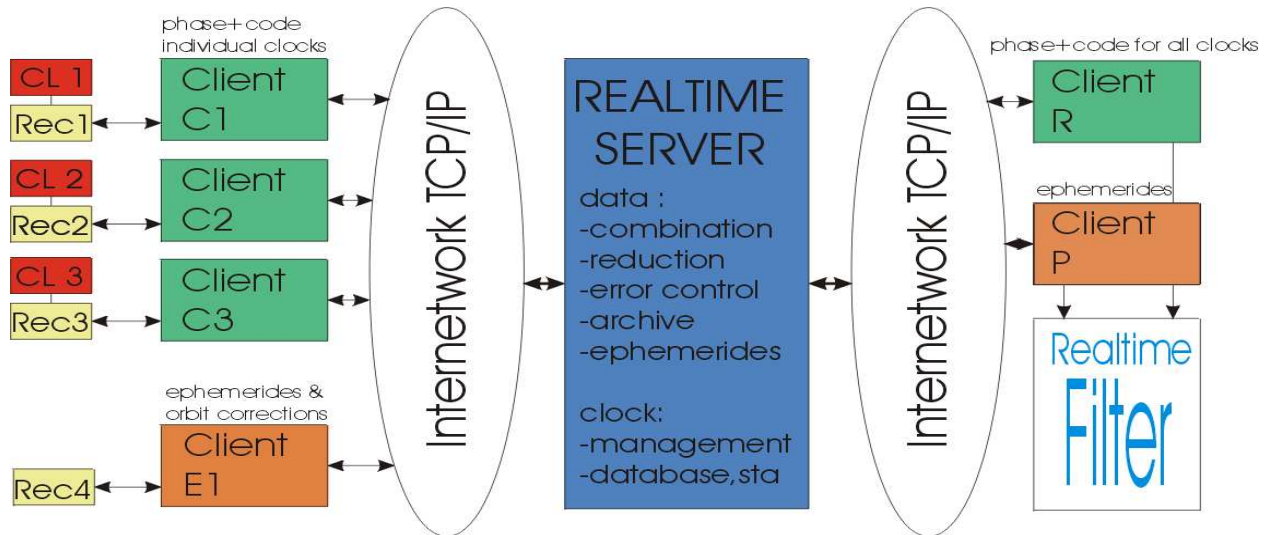 phase+code
individual clocks
CL 1
Rec1
Client
C1
CL 2
Rec2
Client
C2
CL 3
Rec3
Client
C3
ephemerides &
orbit corrections
Rec4
Client
E1
Internetwork TCP/IP
REALTIME
SERVER
data :
-combination
-reduction
-error control
-archive
-ephemerides
clock:
-management
-database,sta
Internetwork TCP/IP
phase+code for all clocks
Client
R
ephemerides
Client
P
Realtime
Filter